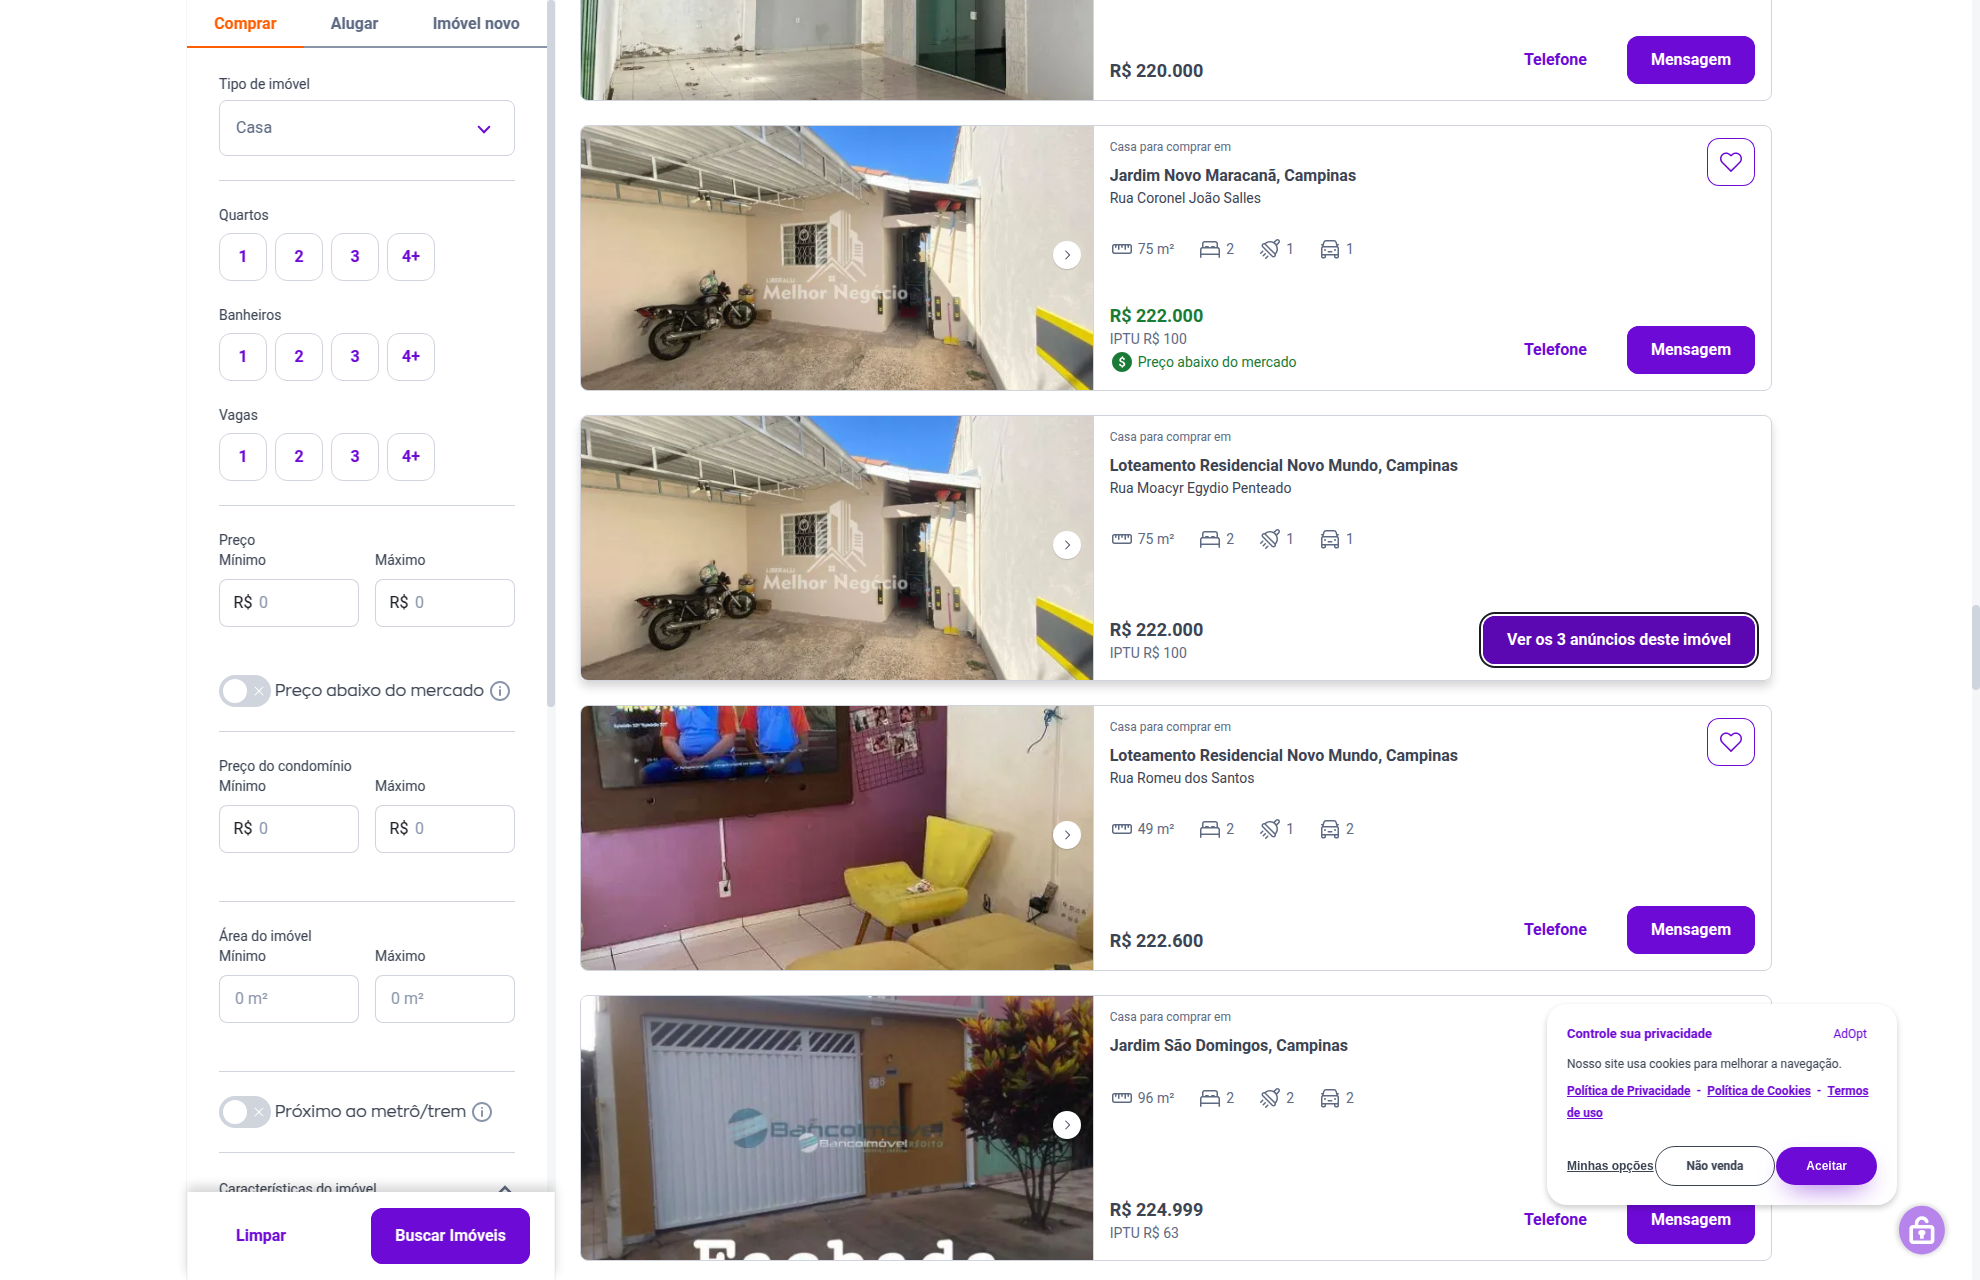 Comprar
Alugar
Imóvel novo
Tipo de imóvel
Casa
Quartos
1
2
3
4+
Banheiros
1
2
3
4+
Vagas
1
2
3
4+
Preço
Mínimo
Máximo
R$ 0
R$ 0
Preço abaixo do mercado
Preço do condomínio
Mínimo
Máximo
R$ 0
R$ 0
Área do imóvel
Mínimo
Máximo
0 m²
0 m²
Próximo ao metrô/trem
Características do imóvel
Limpar
Buscar Imóveis
R$ 220.000
Telefone
Mensagem
Melhor Negócio
Casa para comprar em
Jardim Novo Maracanã, Campinas
Rua Coronel João Salles
75 m²
2
1
1
R$ 222.000
IPTU R$ 100
Preço abaixo do mercado
Telefone
Mensagem
Melhor Negócio
Casa para comprar em
Loteamento Residencial Novo Mundo, Campinas
Rua Moacyr Egydio Penteado
75 m²
2
1
1
R$ 222.000
IPTU R$ 100
Ver os 3 anúncios deste imóvel
Casa para comprar em
Loteamento Residencial Novo Mundo, Campinas
Rua Romeu dos Santos
49 m²
2
1
2
R$ 222.600
Telefone
Mensagem
BancoImóvel
BancoImóvel
Fachada
Casa para comprar em
Jardim São Domingos, Campinas
96 m²
2
2
2
R$ 224.999
IPTU R$ 63
Telefone
Mensagem
Controle sua privacidade
AdOpt
Nosso site usa cookies para melhorar a navegação.
Política de Privacidade - Política de Cookies - Termos
de uso
Minhas opções
Não venda
Aceitar